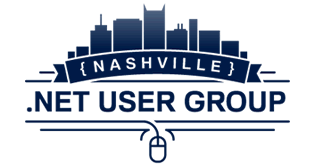 { NASHVILLE }
.NET USER GROUP